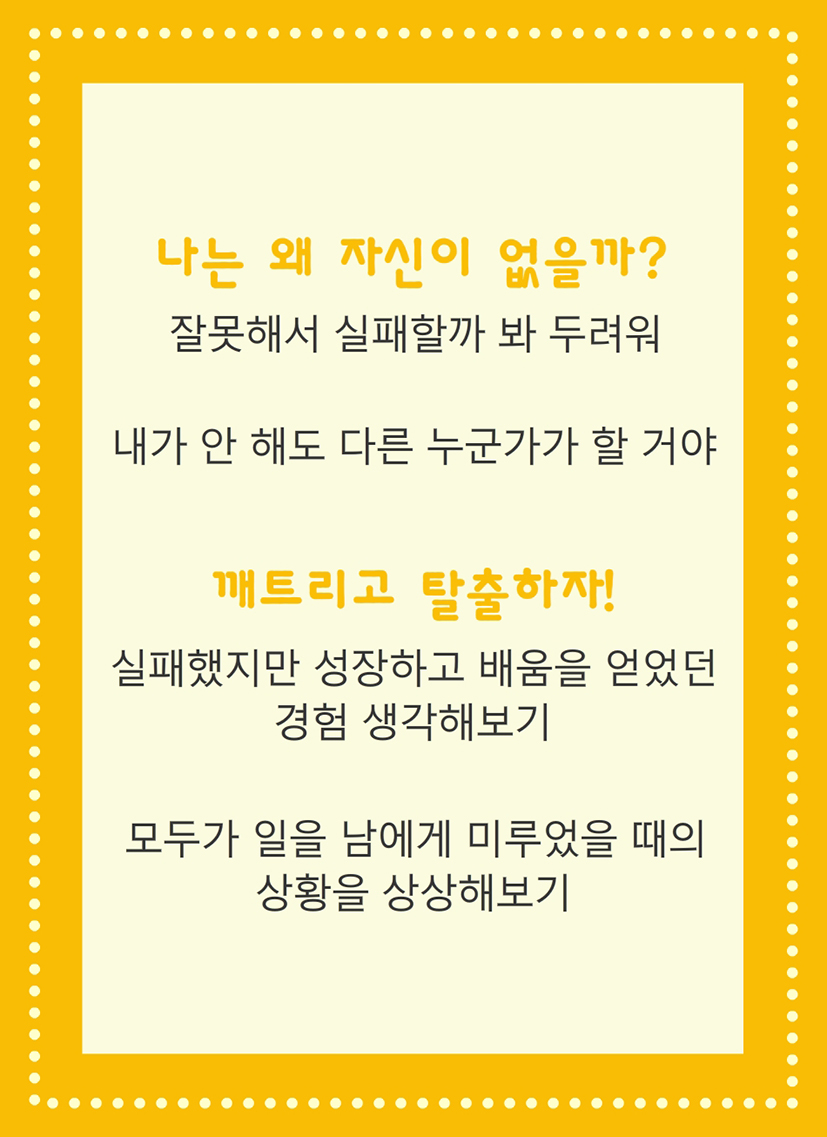 나는 왜 자신이 없을까?
잘못해서 실패할까 봐 두려워
내가 안 해도 다른 누군가가 할 거야
깨트리고 탈출하자!
실패했지만 성장하고 배움을 얻었던
경험 생각해보기
모두가 일을 남에게 미루었을 때의
상황을 상상해보기